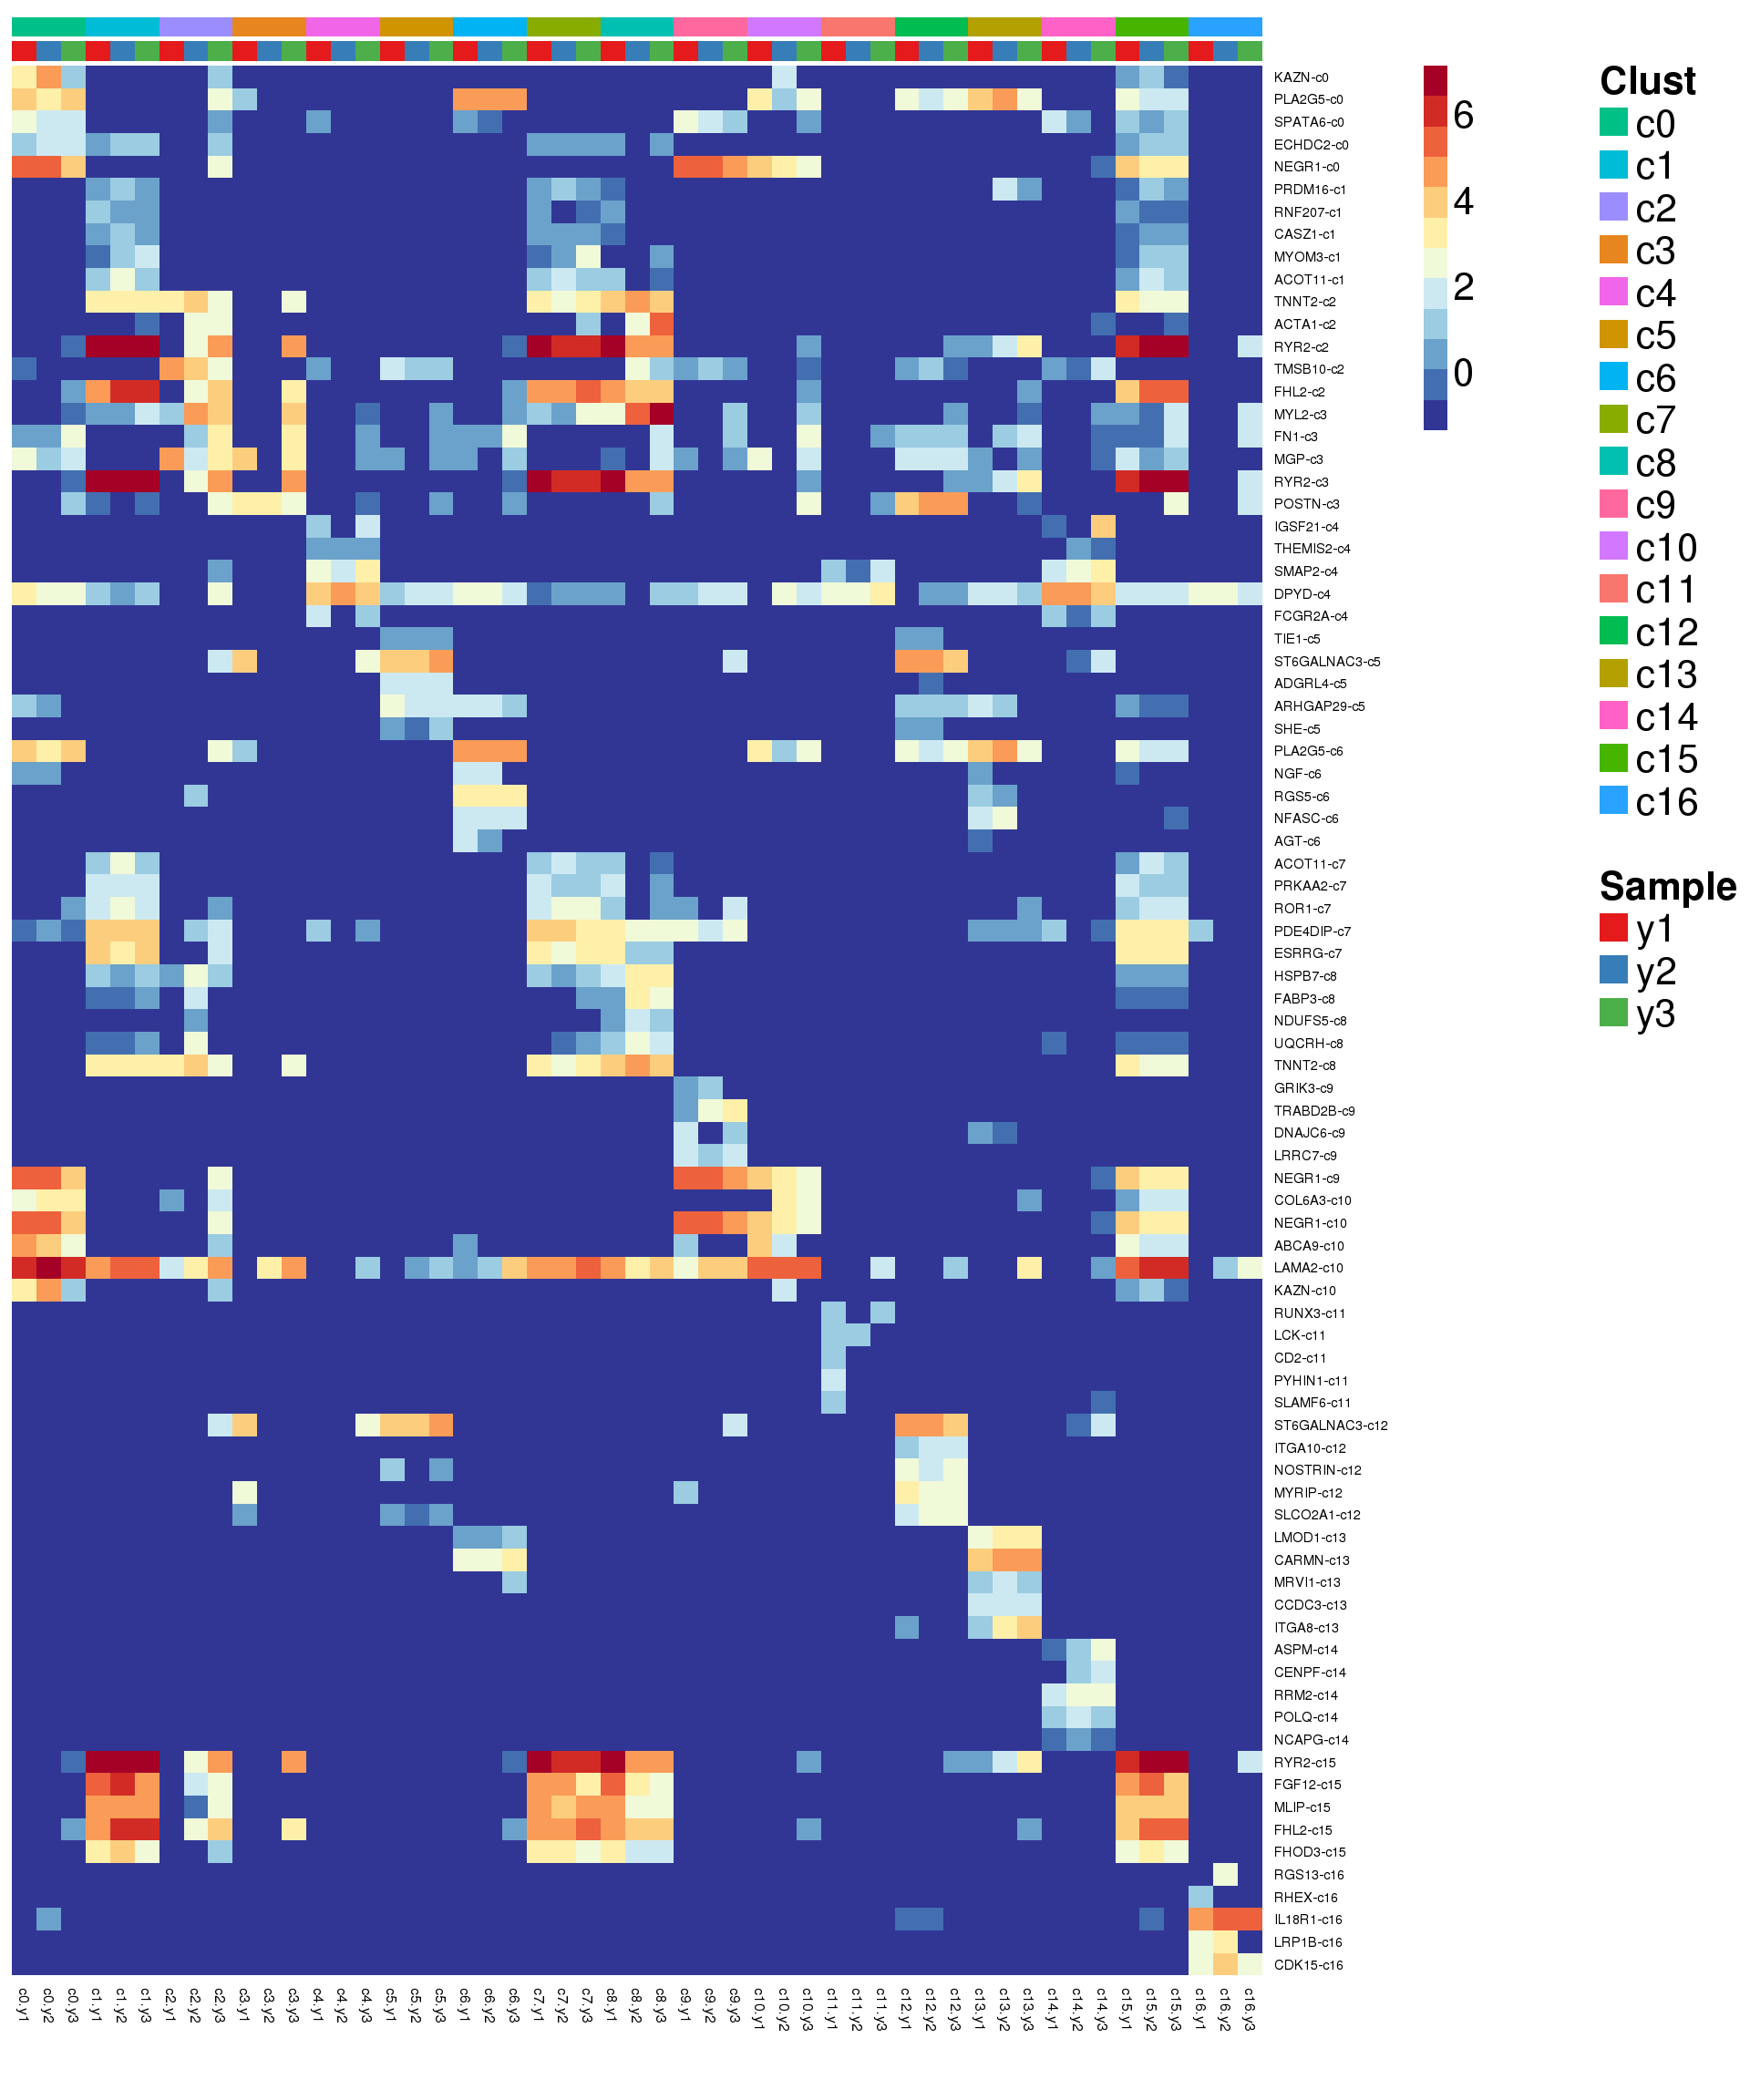 KAZN-c0
PLA2G5-c0
SPATA6-c0
ECHDC2-c0
NEGR1-c0
PRDM16-c1
RNF207-c1
CASZ1-c1
MYOM3-c1
ACOT11-c1
TNNT2-c2
ACTA1-c2
RYR2-c2
TMSB10-c2
FHL2-c2
MYL2-c3
FN1-c3
MGP-c3
RYR2-c3
POSTN-c3
IGSF21-c4
THEMIS2-c4
SMAP2-c4
DPYD-c4
FCGR2A-c4
TIE1-c5
ST6GALNAC3-c5
ADGRL4-c5
ARHGAP29-c5
SHE-c5
PLA2G5-c6
NGF-c6
RGS5-c6
NFASC-c6
AGT-c6
ACOT11-c7
PRKAA2-c7
ROR1-c7
PDE4DIP-c7
ESRRG-c7
HSPB7-c8
FABP3-c8
NDUFS5-c8
UQCRH-c8
TNNT2-c8
GRIK3-c9
TRABD2B-c9
DNAJC6-c9
LRRC7-c9
NEGR1-c9
COL6A3-c10
NEGR1-c10
ABCA9-c10
LAMA2-c10
KAZN-c10
RUNX3-c11
LCK-c11
CD2-c11
PYHIN1-c11
SLAMF6-c11
ST6GALNAC3-c12
ITGA10-c12
NOSTRIN-c12
MYRIP-c12
SLCO2A1-c12
LMOD1-c13
CARMN-c13
MRVI1-c13
CCDC3-c13
ITGA8-c13
ASPM-c14
CENPF-c14
RRM2-c14
POLQ-c14
NCAPG-c14
RYR2-c15
FGF12-c15
MLIP-c15
FHL2-c15
FHOD3-c15
RGS13-c16
RHEX-c16
IL18R1-c16
LRP1B-c16
CDK15-c16
c0.y1
c0.y2
c0.y3
c1.y1
c1.y2
c1.y3
c2.y1
c2.y2
c2.y3
c3.y1
c3.y2
c3.y3
c4.y1
c4.y2
c4.y3
c5.y1
c5.y2
c5.y3
c6.y1
c6.y2
c6.y3
c7.y1
c7.y2
c7.y3
c8.y1
c8.y2
c8.y3
c9.y1
c9.y2
c9.y3
c10.y1
c10.y2
c10.y3
c11.y1
c11.y2
c11.y3
c12.y1
c12.y2
c12.y3
c13.y1
c13.y2
c13.y3
c14.y1
c14.y2
c14.y3
c15.y1
c15.y2
c15.y3
c16.y1
c16.y2
c16.y3
6
4
2
0
Clust
c0
c1
c2
c3
c4
c5
c6
c7
c8
c9
c10
c11
c12
c13
c14
c15
c16
Sample
y1
y2
y3